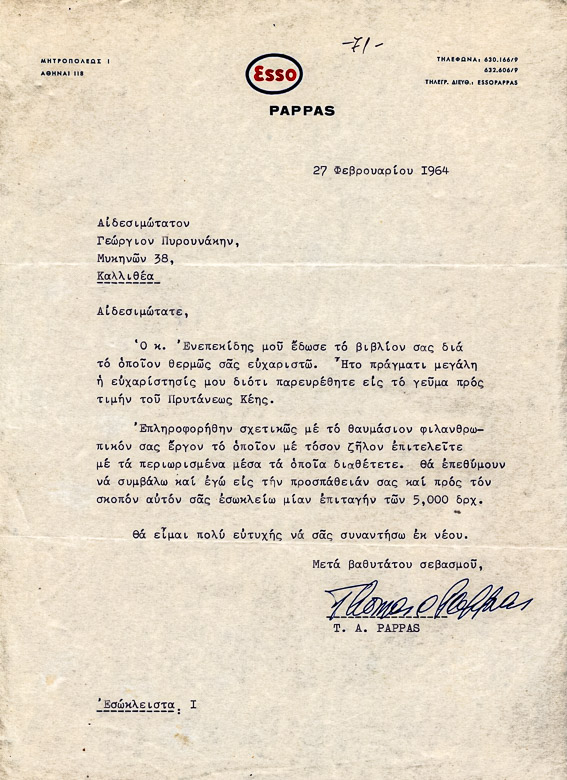 -71-
ΜΗΤΡΟΠΟΛΕΩΣ 1
ΑΘΗΝΑΙ 118
Esso
PAPPAS
ΤΗΛΕΦΩΝΑ: 630.166/9
632.606/9
ΤΗΛΕΓΡ. ΔΙΕΥΘ.: ESSOPAPPAS
27 Φεβρουαρίου 1964
Αἰδεσιμώτατον
Γεώργιον Πυρουνάκην,
Μυκηνῶν 38,
Καλλιθέα
Αἰδεσιμώτατε,
Ὁ κ. Ἐνεπεκίδης μοῦ ἔδωσε τό βιβλίον σας διά
τό ὁποῖον θερμῶς σᾶς εὐχαριστῶ. Ἦτο πράγματι μεγάλη
ἡ εὐχαρίστησίς μου διότι παρευρέθητε εἰς τό γεῦμα πρός
τιμήν τοῦ Πρυτάνεως Κέης.
Ἐπληροφορήθην σχετικῶς μέ τό θαυμάσιον φιλανθρω-
πικόν σας ἔργον τό ὁποῖον μέ τόσον ζῆλον ἐπιτελεῖτε
μέ τά περιωρισμένα μέσα τά ὁποῖα διαθέτετε. Θά ἐπεθύμουν
νά συμβάλω καί ἐγώ εἰς τήν προσπάθειάν σας καί πρός τόν
σκοπόν αὐτόν σᾶς ἐσωκλείω μίαν ἐπιταγήν τῶν 5,000 δρχ.
Θά εἶμαι πολύ εὐτυχής νά σᾶς συναντήσω ἐκ νέου.
Μετά βαθυτάτου σεβασμοῦ,
Thomas A Pappas
T. A. PAPPAS
Ἐσώκλειστα: 1